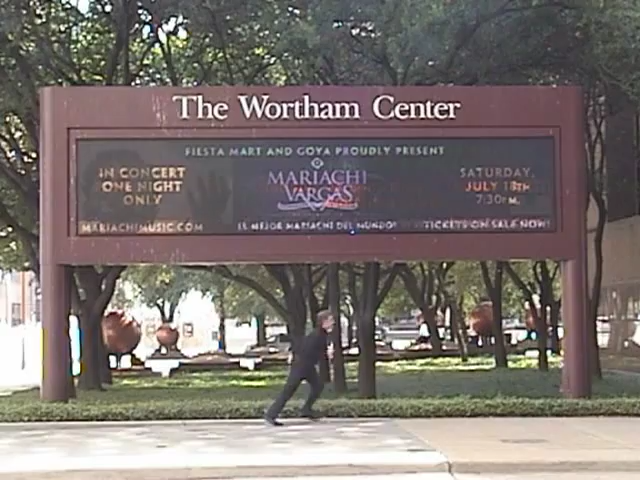 The Wortham Center
FIESTA MART AND GOYA PROUDLY PRESENT
IN CONCERT
ONE NIGHT
ONLY
MARIACHIMUSIC.COM
MARIACHI
VARGAS
EL MEJOR MARIACHI DEL MUNDO!
SATURDAY,
JULY 18TH
7:30PM.
TICKETS ON SALE NOW!